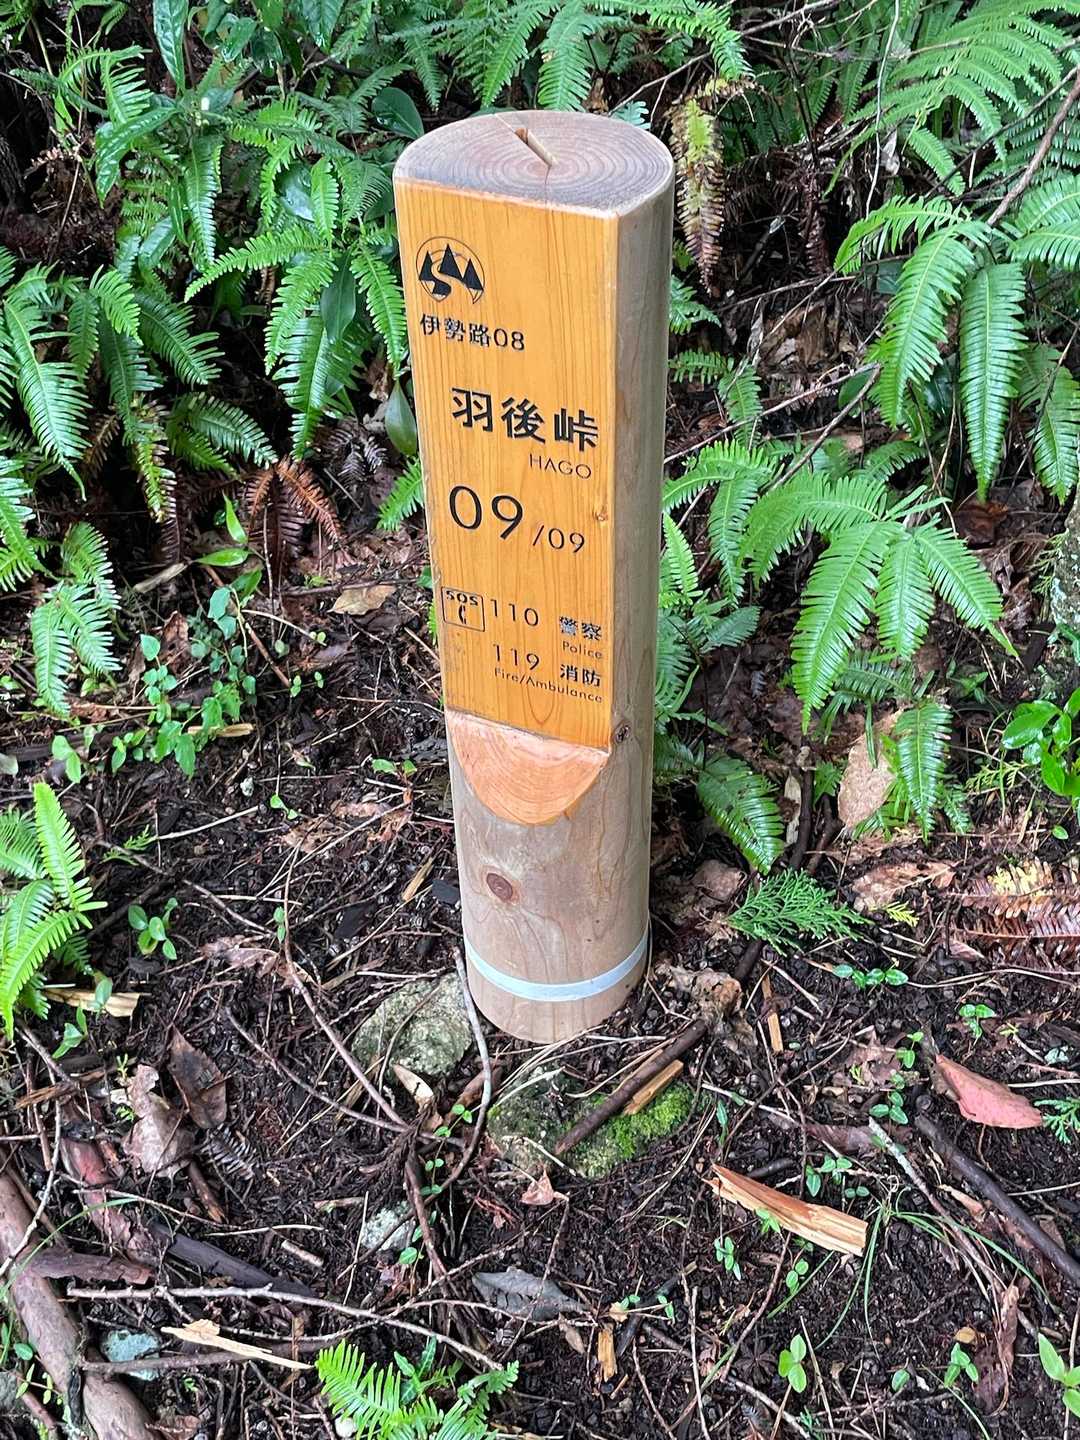 伊勢路08
羽後峠
HAGO
09/09
SOS 110 警察
Police
119 消防
Fire/Ambulance